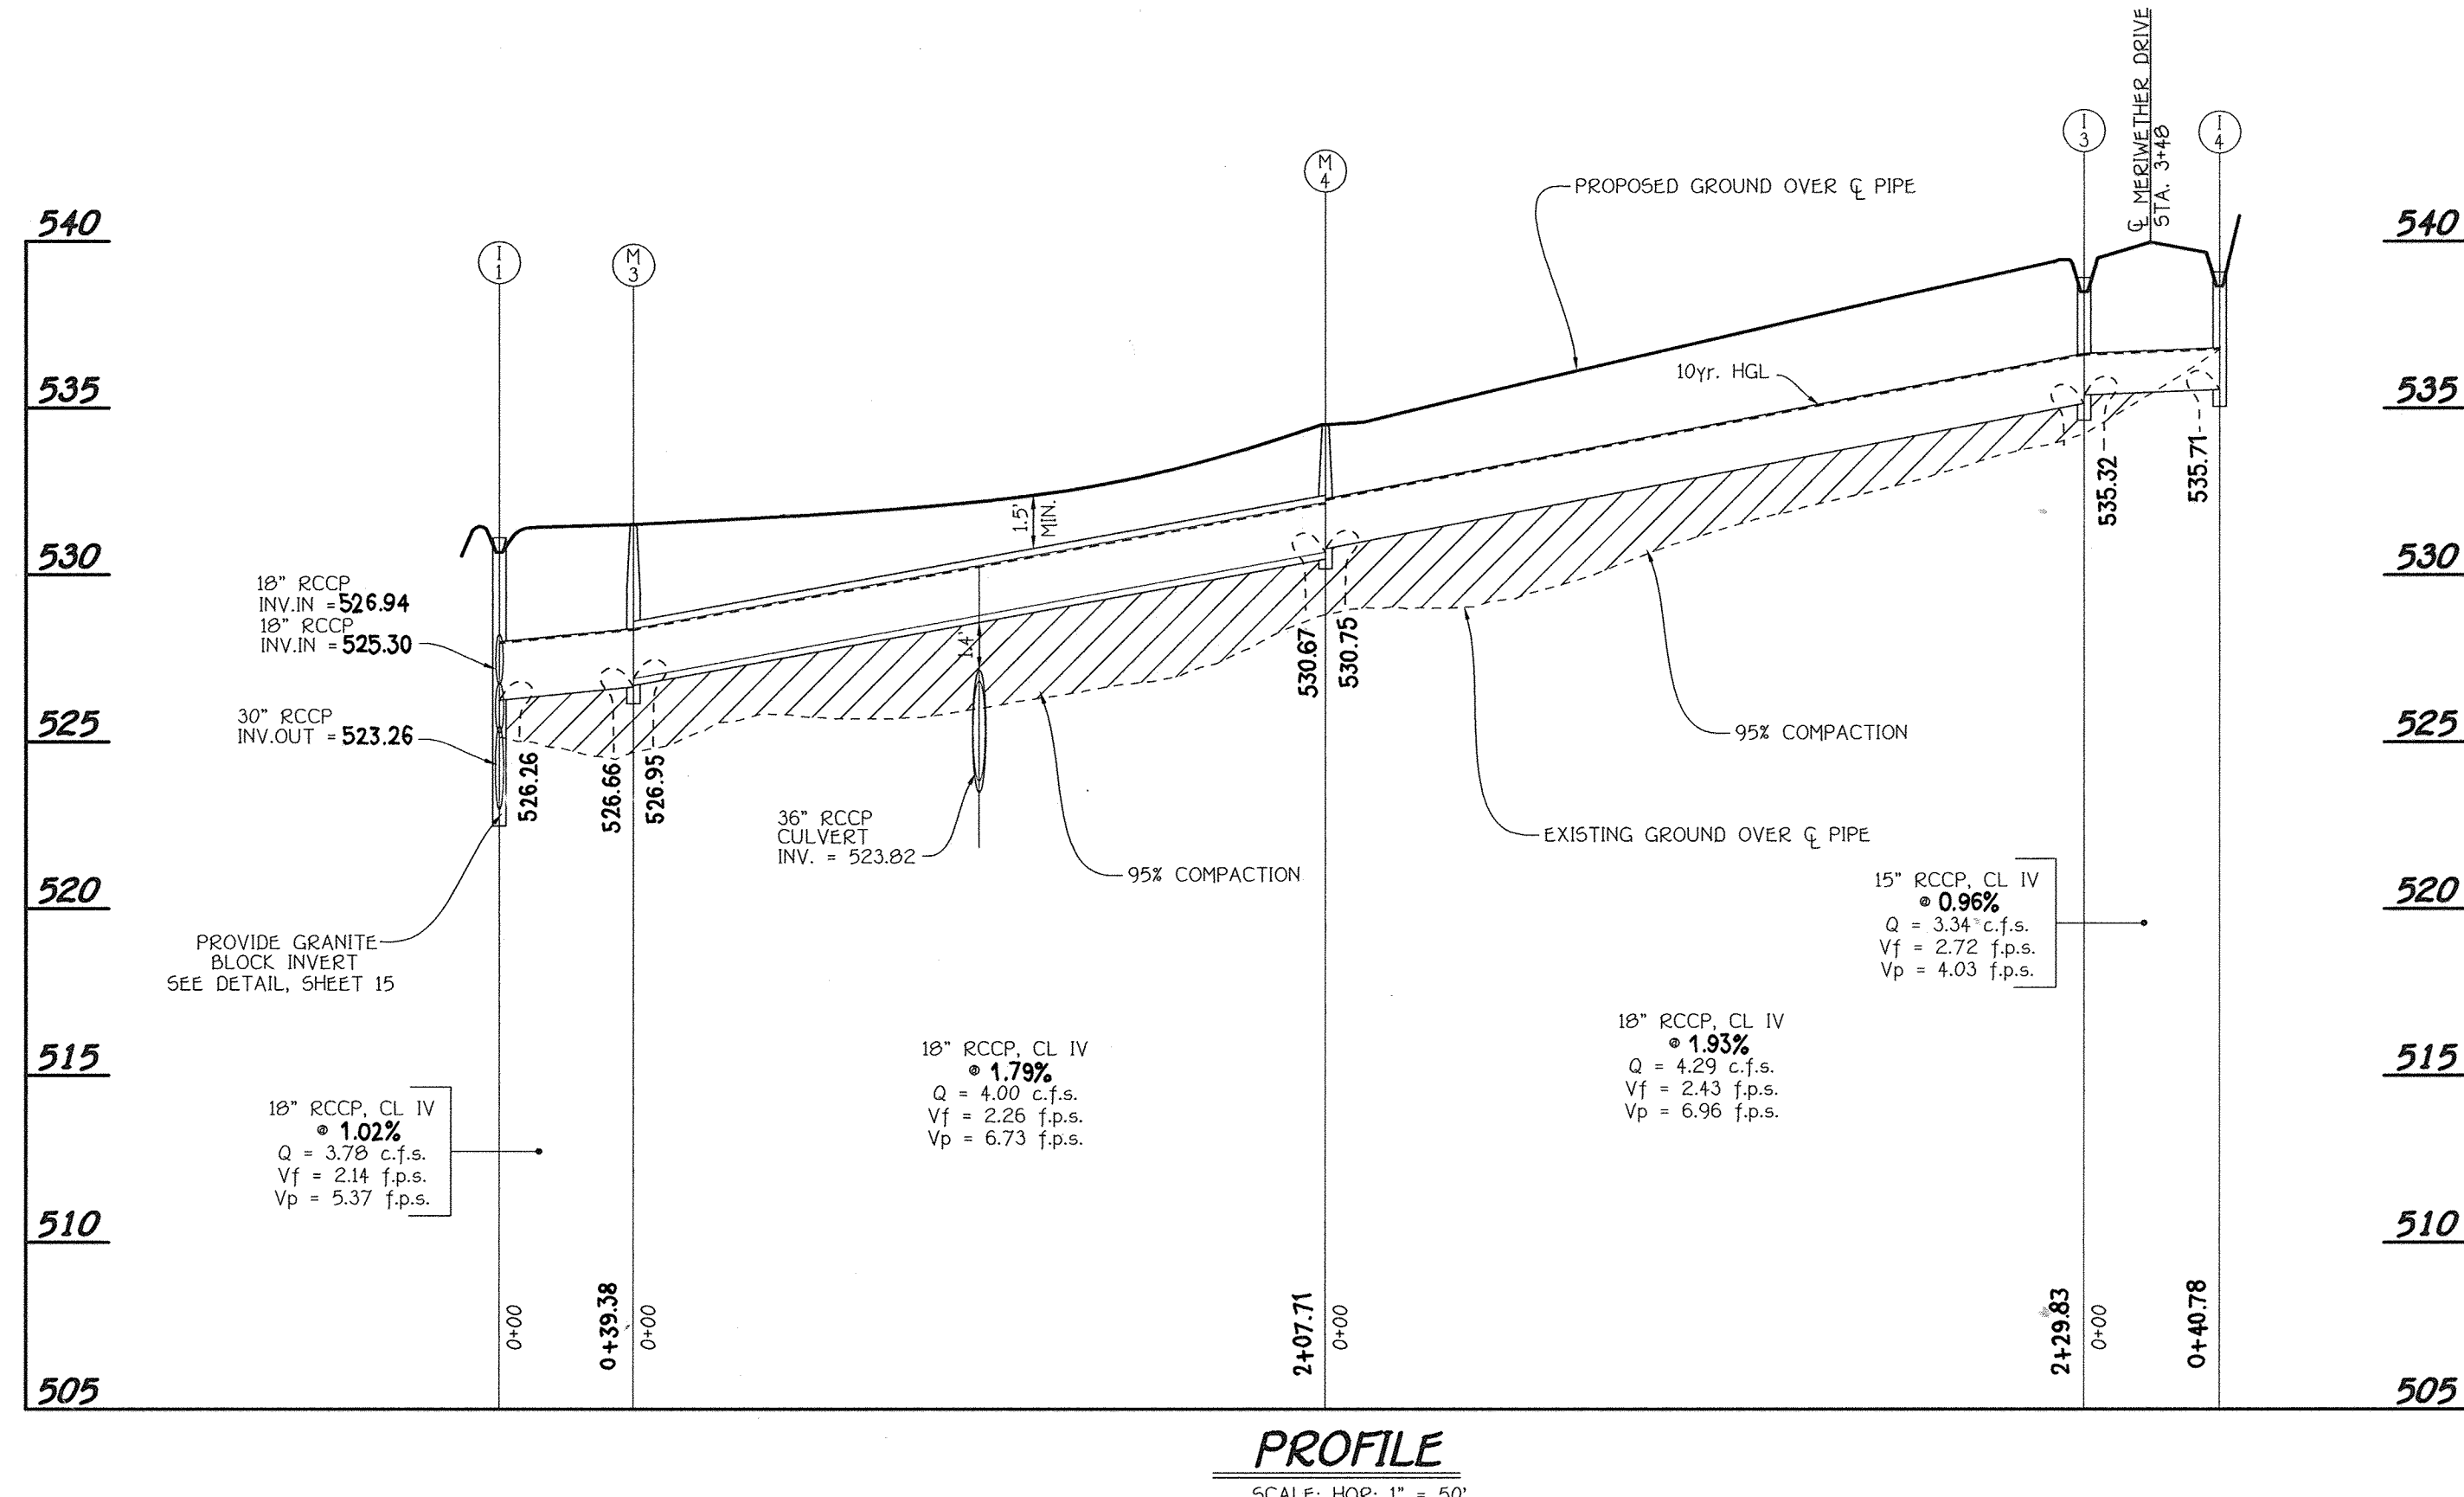 ℄ MERIWETHER DRIVE
STA. 3+48
I
1
M
3
M
4
I
3
I
4
540
535
530
525
520
515
510
505
540
535
530
525
520
515
510
505
PROPOSED GROUND OVER ℄ PIPE
10yr. HGL
1.5'
MIN.
1.4'
18" RCCP
INV.IN =526.94
18" RCCP
INV.IN =525.30
30" RCCP
INV.OUT =523.26
526.26
526.66
526.95
530.67
530.75
535.32
535.71
36" RCCP
CULVERT
INV. = 523.82
95% COMPACTION
95% COMPACTION
EXISTING GROUND OVER ℄ PIPE
PROVIDE GRANITE
BLOCK INVERT
SEE DETAIL, SHEET 15
15" RCCP, CL IV
@ 0.96%
Q = 3.34 c.f.s.
Vf = 2.72 f.p.s.
Vp = 4.03 f.p.s.
18" RCCP, CL IV
@ 1.93%
Q = 4.29 c.f.s.
Vf = 2.43 f.p.s.
Vp = 6.96 f.p.s.
18" RCCP, CL IV
@ 1.79%
Q = 4.00 c.f.s.
Vf = 2.26 f.p.s.
Vp = 6.73 f.p.s.
18" RCCP, CL IV
@ 1.02%
Q = 3.78 c.f.s.
Vf = 2.14 f.p.s.
Vp = 5.37 f.p.s.
0+00
0+39.38
0+00
2+07.71
0+00
2+29.83
0+00
0+40.78
PROFILE
SCALE: HOR: 1" = 50'